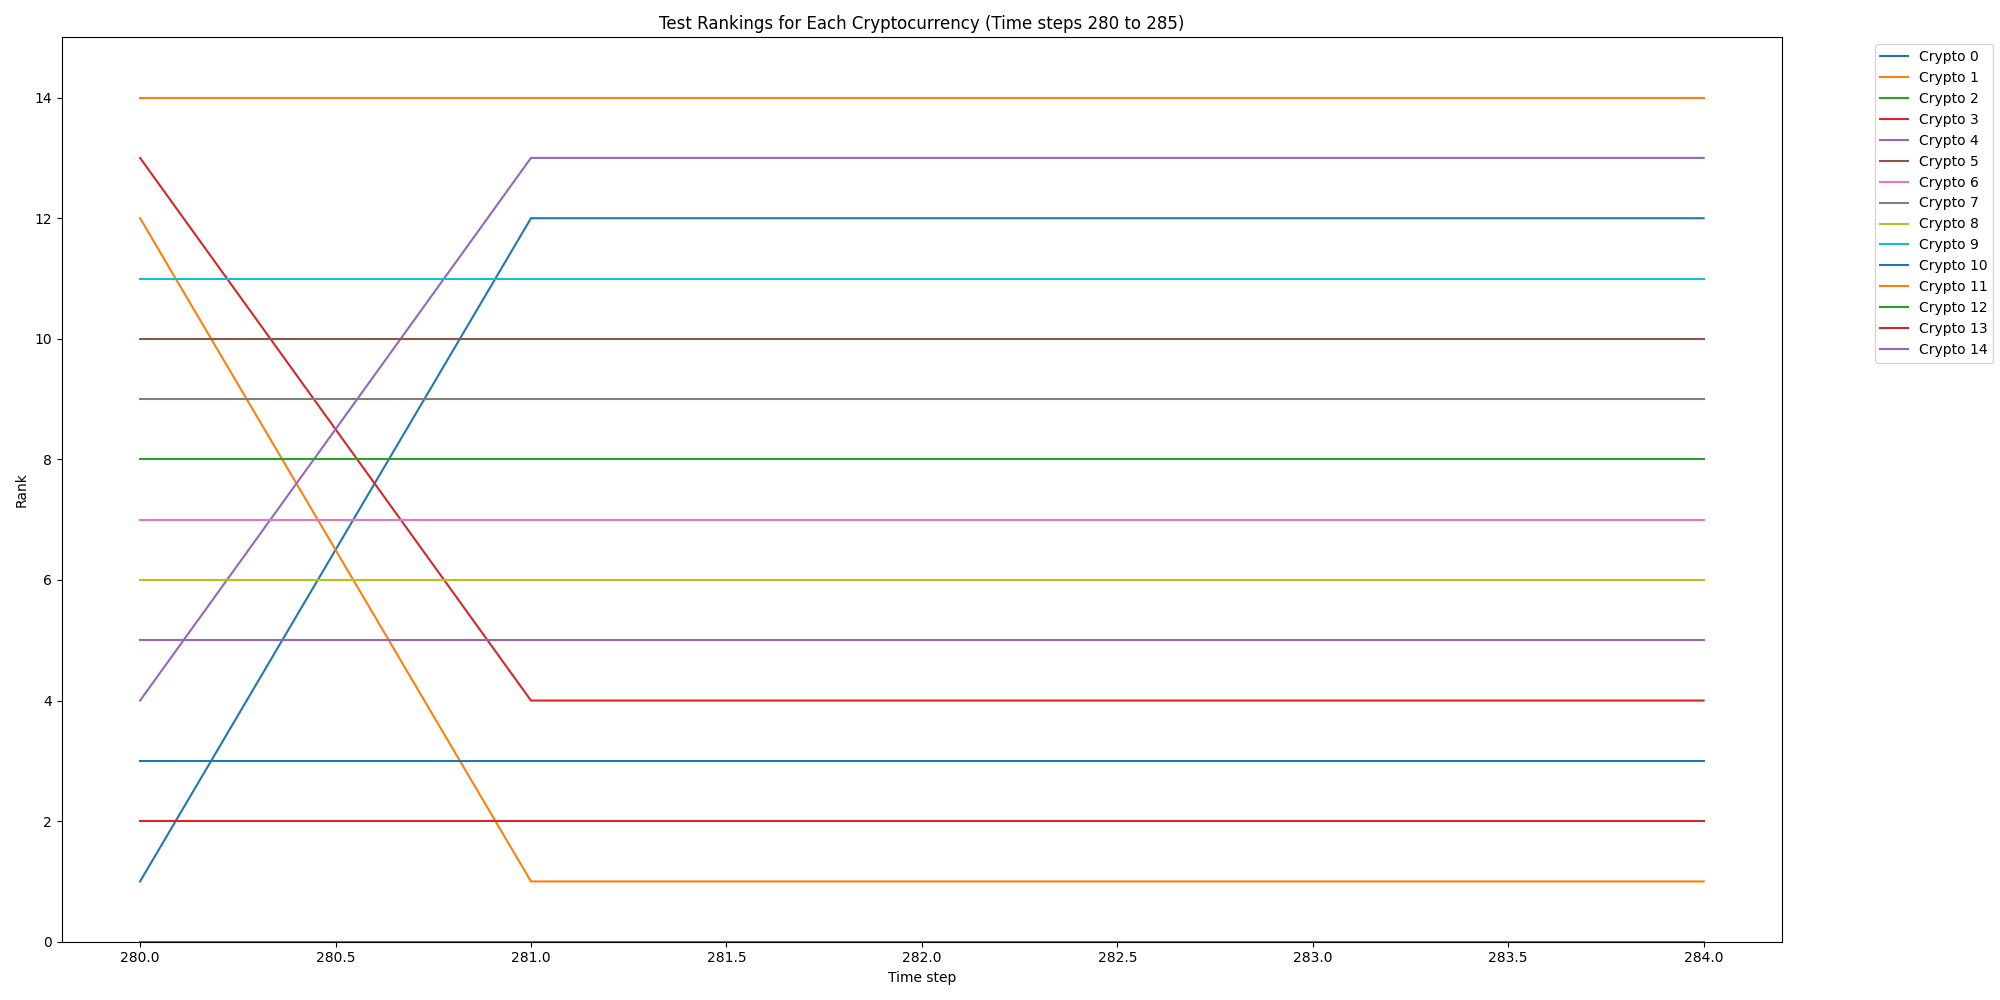 Test Rankings for Each Cryptocurrency (Time steps 280 to 285)
Rank
14
12
10
8
6
4
2
0
280.0 280.5 281.0 281.5 282.0 282.5 283.0 283.5 284.0
Time step
Crypto 0
Crypto 1
Crypto 2
Crypto 3
Crypto 4
Crypto 5
Crypto 6
Crypto 7
Crypto 8
Crypto 9
Crypto 10
Crypto 11
Crypto 12
Crypto 13
Crypto 14